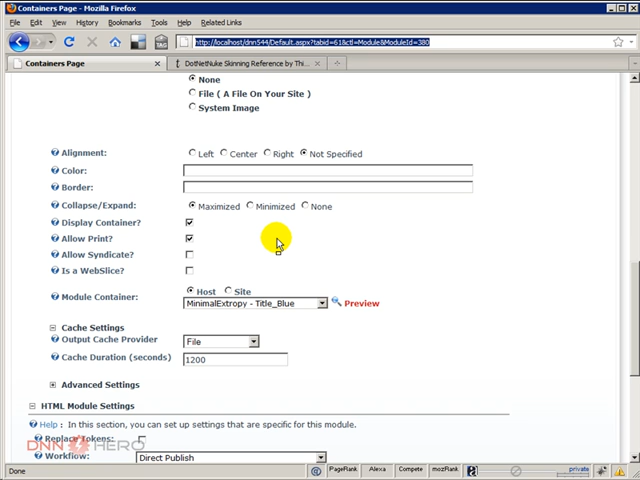 Containers Page - Mozilla Firefox
File Edit View History Bookmarks Tools Help Related Links
http://localhost/dnn544/Default.aspx?tabid=61&ctl=Module&ModuleId=380
TAG
Containers Page
DotNetNuke Skinning Reference by Thi...
None
File ( A File On Your Site )
System Image
Alignment: Left Center Right Not Specified
Color:
Border:
Collapse/Expand: Maximized Minimized None
Display Container?
Allow Print?
Allow Syndicate?
Is a WebSlice?
Host Site
Module Container:
MinimalExtropy - Title_Blue Preview
Cache Settings
Output Cache Provider File
Cache Duration (seconds) 1200
Advanced Settings
HTML Module Settings
Help : In this section, you can set up settings that are specific for this module.
Replace Tokens:
DNN HERO
Workflow: Direct Publish
Done PageRank Alexa Compete mozRank private